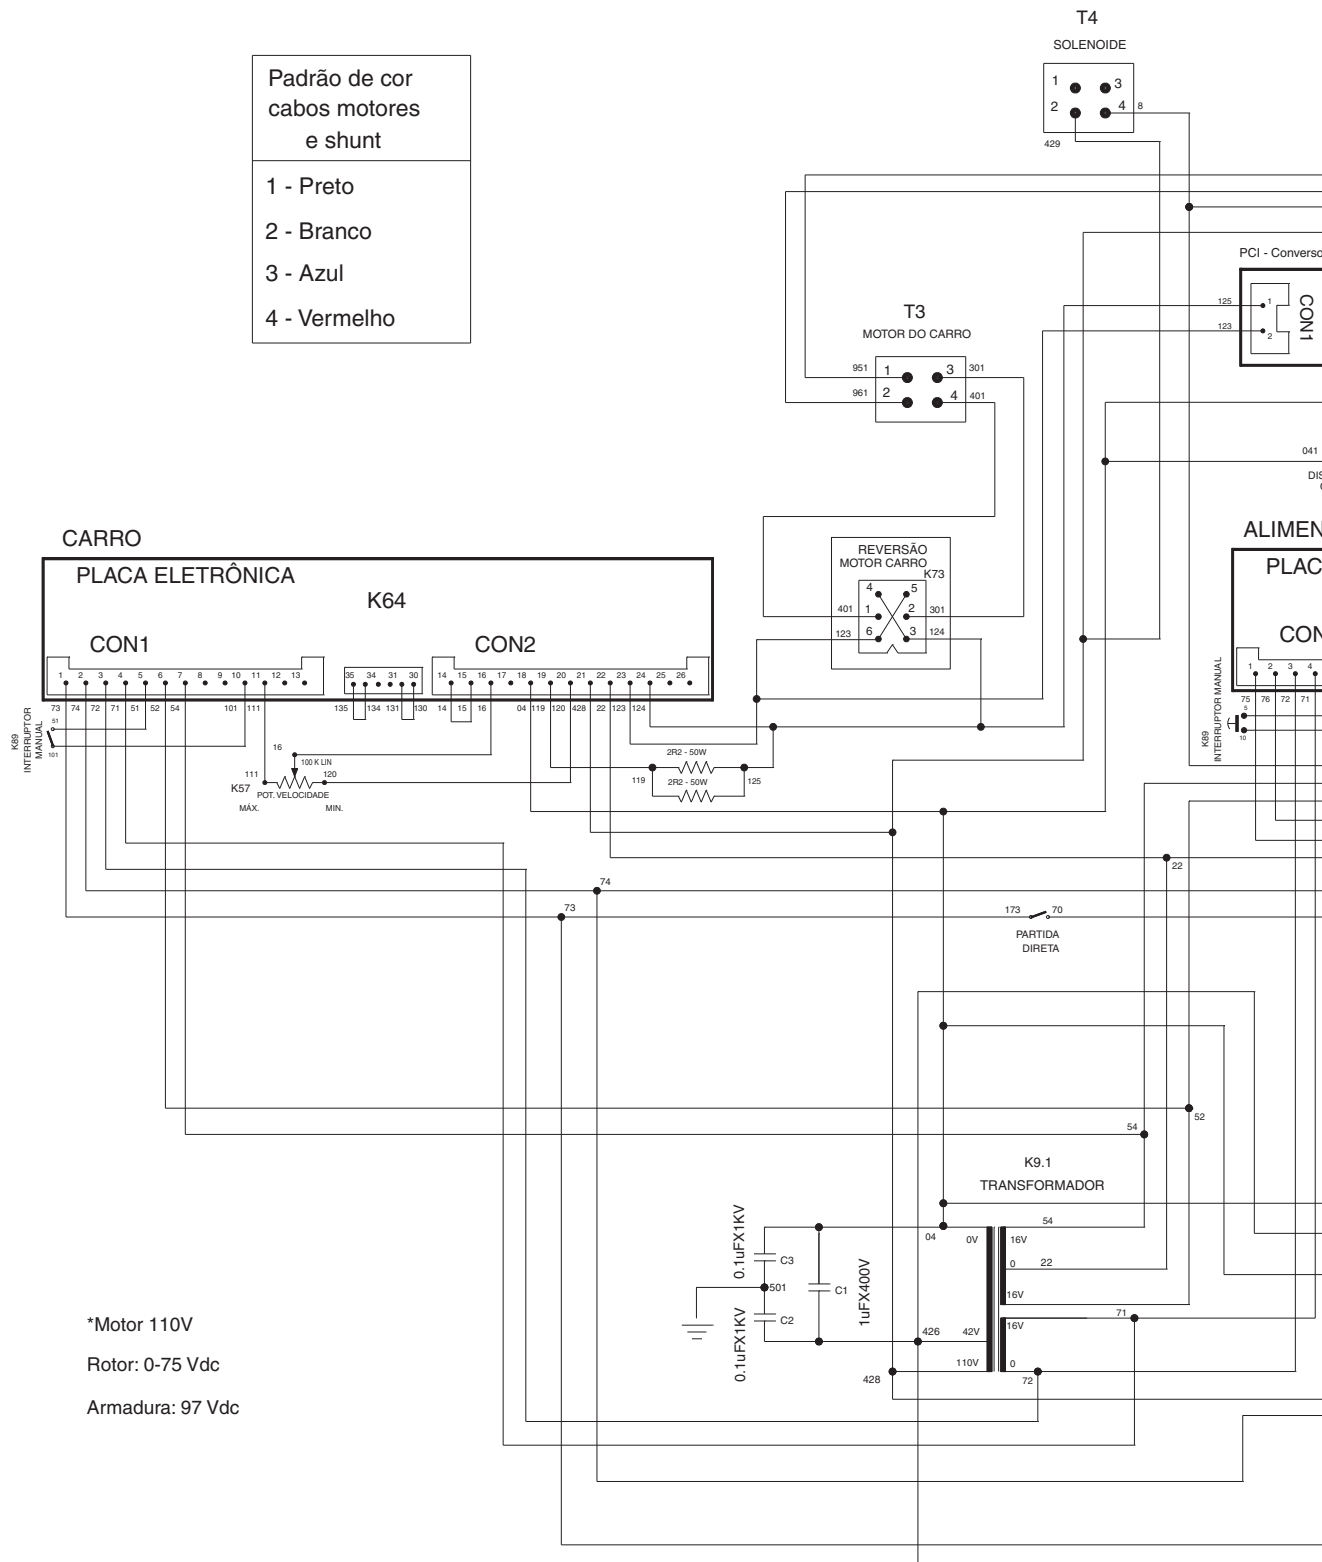 T4
SOLENOIDE
1 3
2 4 8
429
Padrão de cor
cabos motores
e shunt
1 - Preto
2 - Branco
3 - Azul
4 - Vermelho
PCI - Converso
125 1
123 2
CON1
T3
MOTOR DO CARRO
951 1 3 301
961 2 4 401
041
DIS
CARRO
PLACA ELETRÔNICA
K64
CON1 CON2
1 2 3 4 5 6 7 8 9 10 11 12 13
35 34 31 30
14 15 16 17 18 19 20 21 22 23 24 25 26
73 74 72 71 51 52 54 101 111
135 134 131 130
14 15 16 04 119 120 428 22 123 124
REVERSÃO
MOTOR CARRO
K73
4 5
401 1 2 301
123 6 3 124
ALIMEN
PLAC
CON
1 2 3 4
75 76 72 71
K89
INTERRUPTOR MANUAL
5
10
K89
INTERRUPTOR
MANUAL
51
101
16
100 K LIN
111 120
K57
POT. VELOCIDADE
MÁX. MIN.
2R2 - 50W
119 125
2R2 - 50W
22
74
73
173 70
PARTIDA
DIRETA
52
54
K9.1
TRANSFORMADOR
0.1uFX1KV
C3
501
C2
0.1uFX1KV
C1
1uFX400V
04 0V 54
16V
0 22
16V
71
426 42V 16V
110V 0
428 72
*Motor 110V
Rotor: 0-75 Vdc
Armadura: 97 Vdc